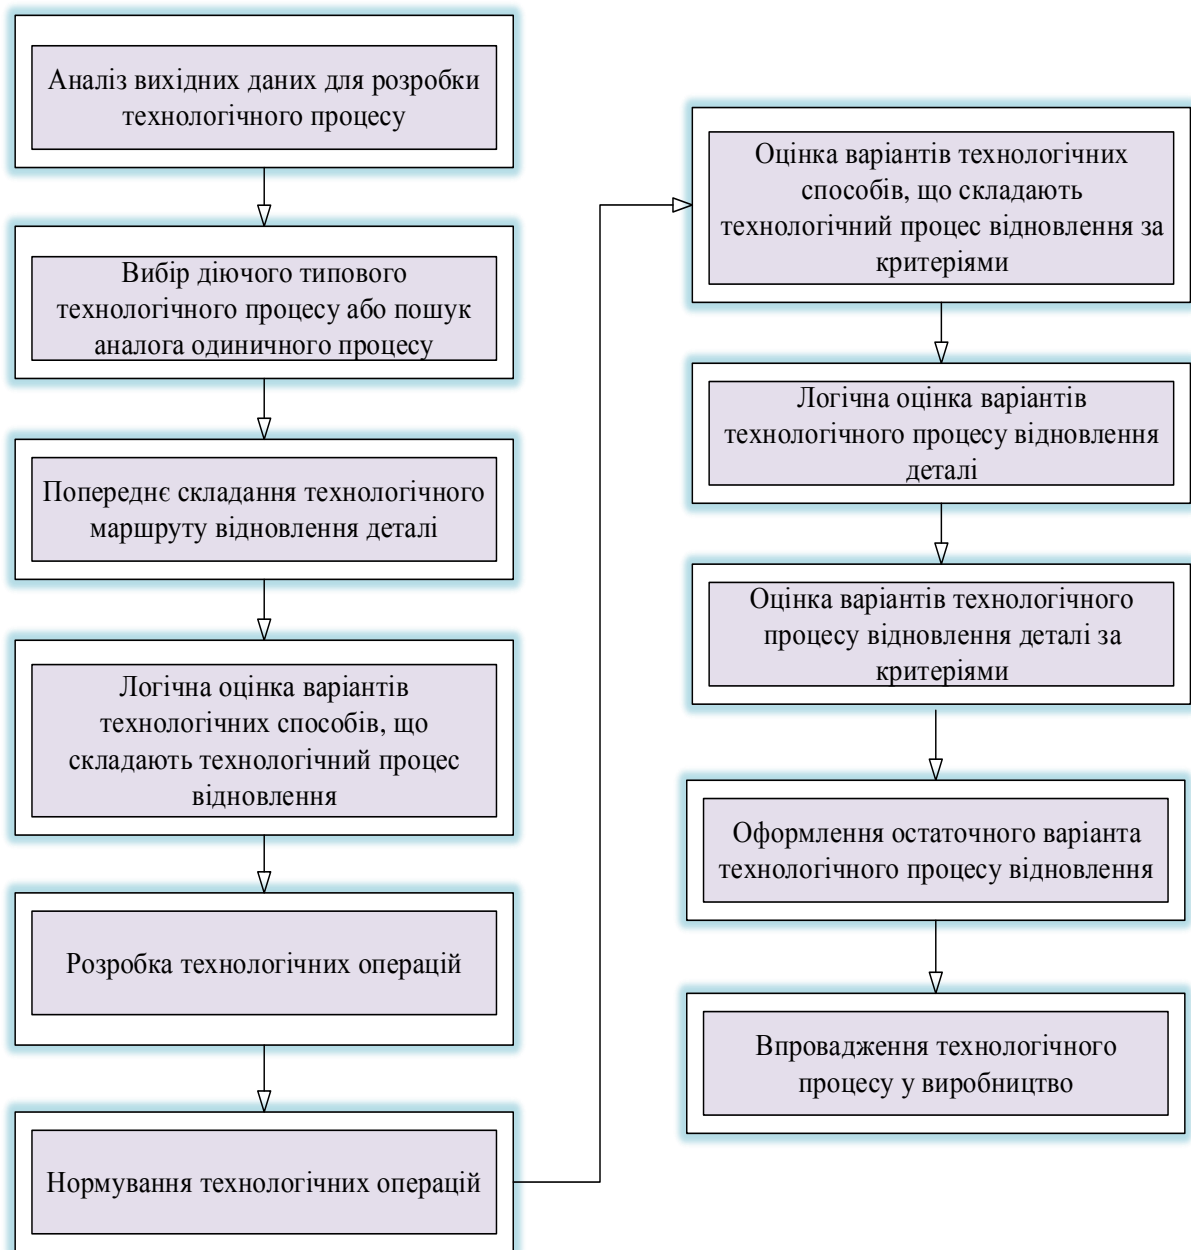 Аналіз вихідних даних для розробки
технологічного процесу
Вибір діючого типового
технологічного процесу або пошук
аналога одиничного процесу
Попереднє складання технологічного
маршруту відновлення деталі
Логічна оцінка варіантів
технологічних способів, що
складають технологічний процес
відновлення
Розробка технологічних операцій
Нормування технологічних операцій
Оцінка варіантів технологічних
способів, що складають
технологічний процес відновлення за
критеріями
Логічна оцінка варіантів
технологічного процесу відновлення
деталі
Оцінка варіантів технологічного
процесу відновлення деталі за
критеріями
Оформлення остаточного варіанта
технологічного процесу відновлення
Впровадження технологічного
процесу у виробництво